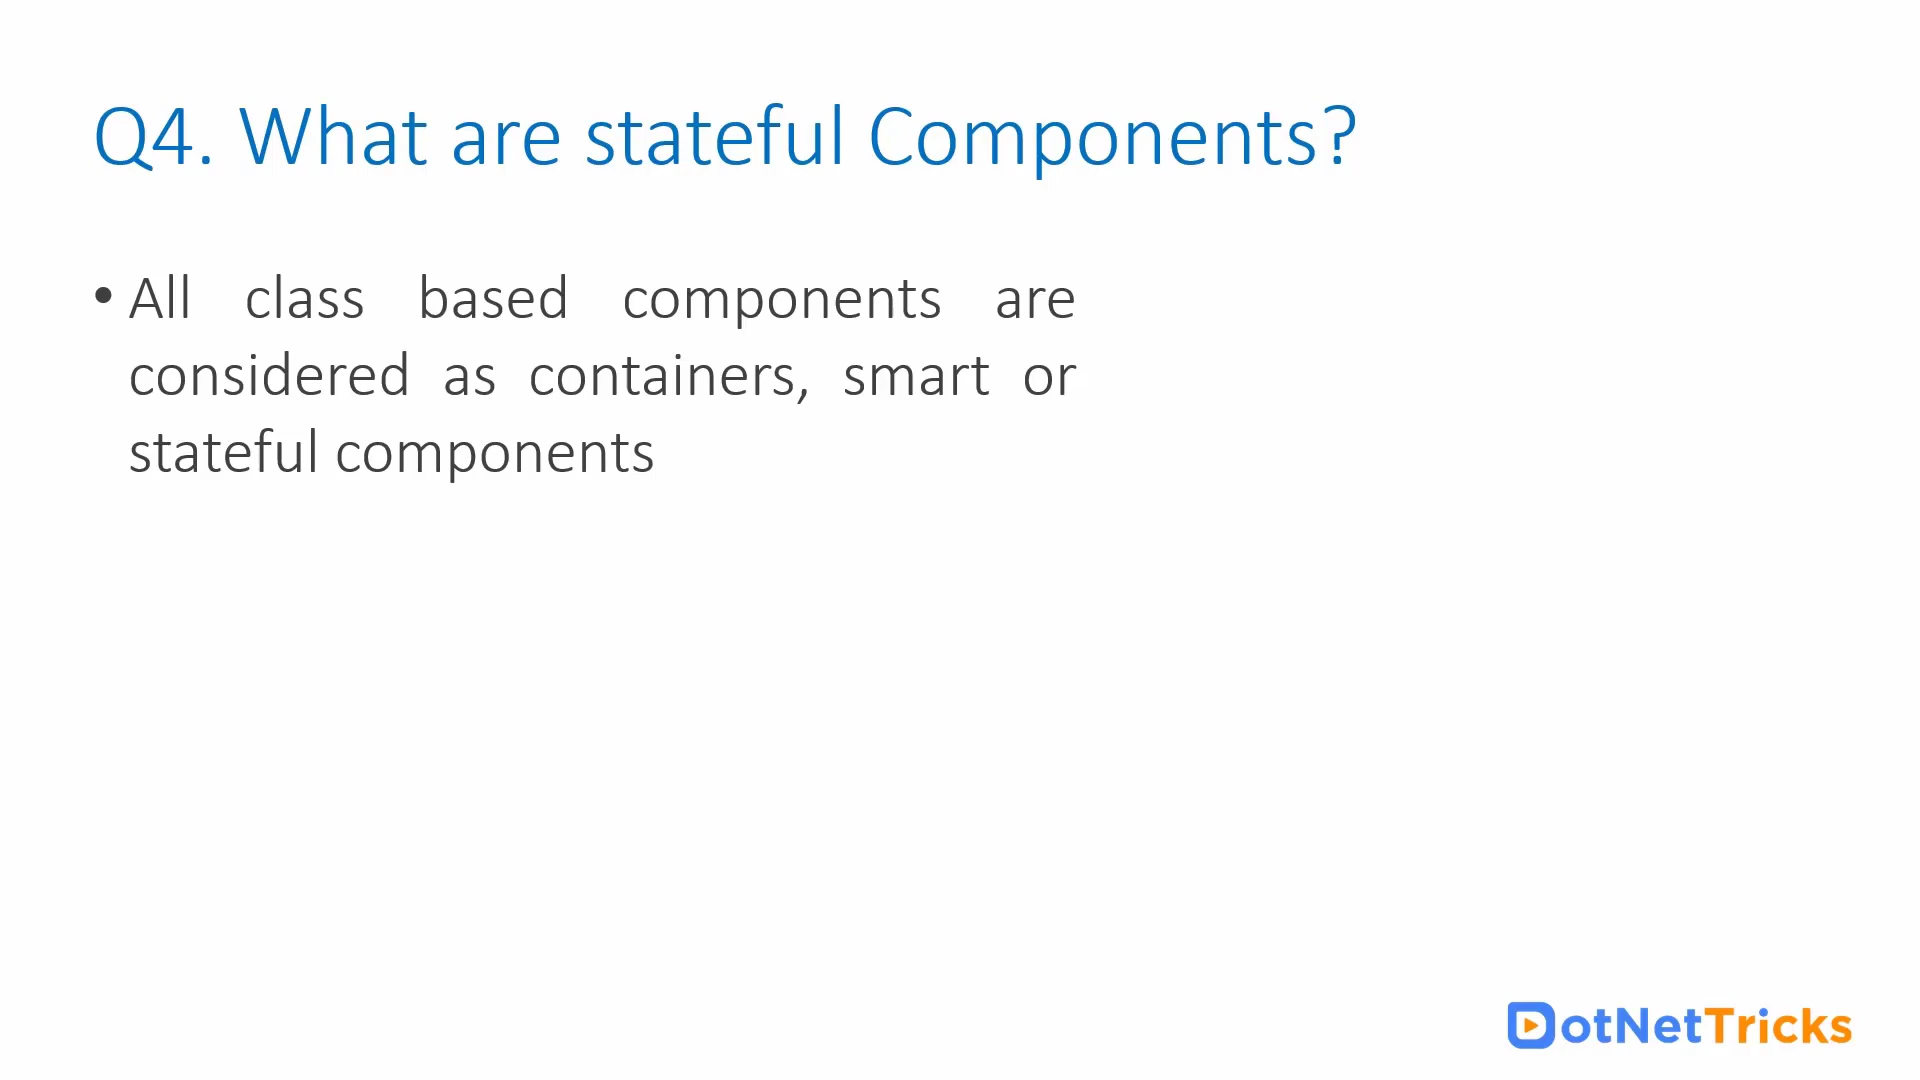 Q4. What are stateful Components?
• All class based components are
considered as containers, smart or
stateful components
DotNetTricks